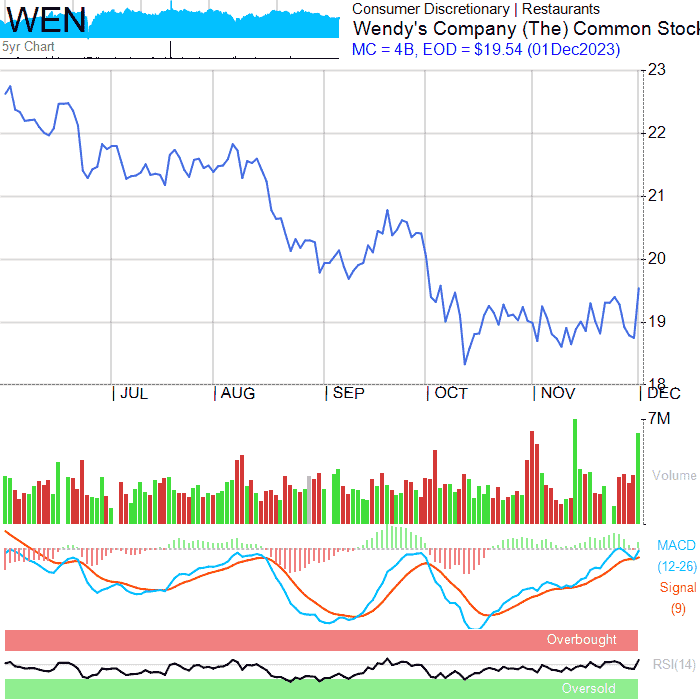 WEN
5yr Chart
Consumer Discretionary | Restaurants
Wendy's Company (The) Common Stock
MC = 4B, EOD = $19.54 (01Dec2023)
23
22
21
20
19
18
JUL AUG SEP OCT NOV DEC
7M
Volume
MACD
(12-26)
Signal
(9)
Overbought
RSI(14)
Oversold